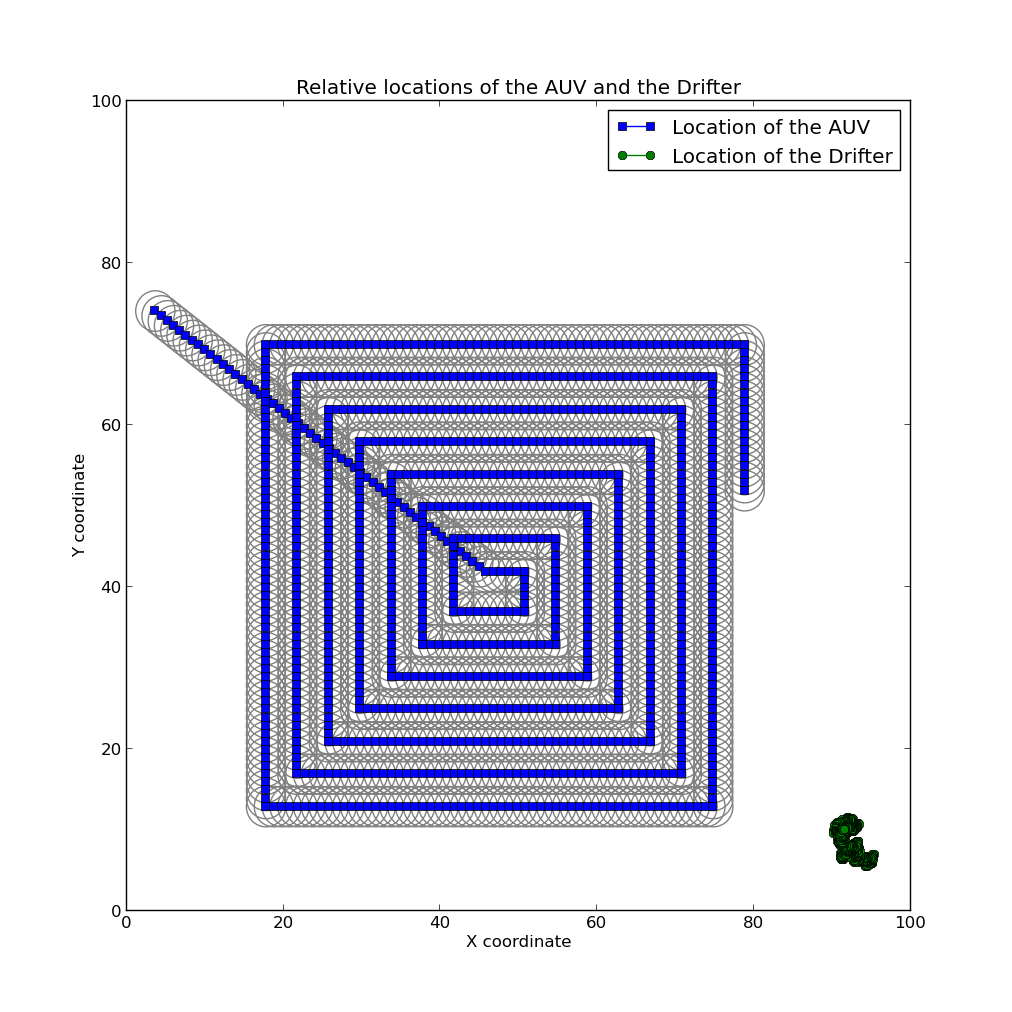 Relative locations of the AUV and the Drifter
Location of the AUV
Location of the Drifter
100
80
60
40
20
0
Y coordinate
0 20 40 60 80 100
X coordinate